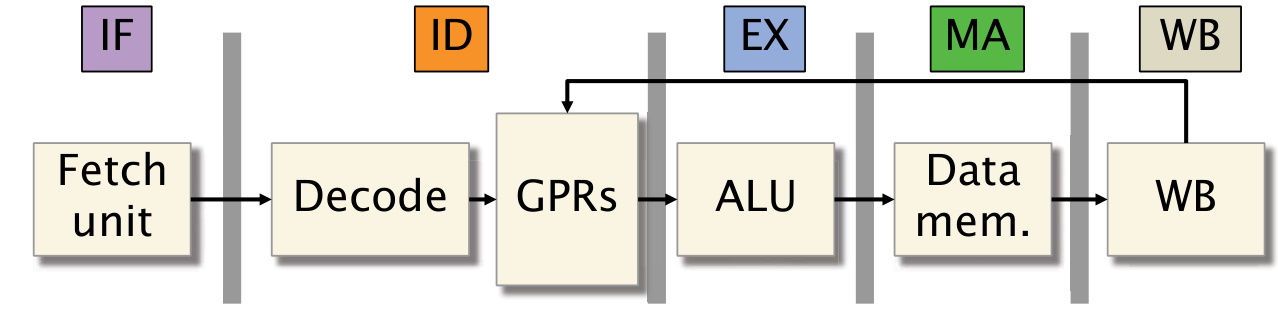 IF
ID
EX
MA
WB
Fetch
unit
Decode
GPRs
ALU
Data
mem.
WB